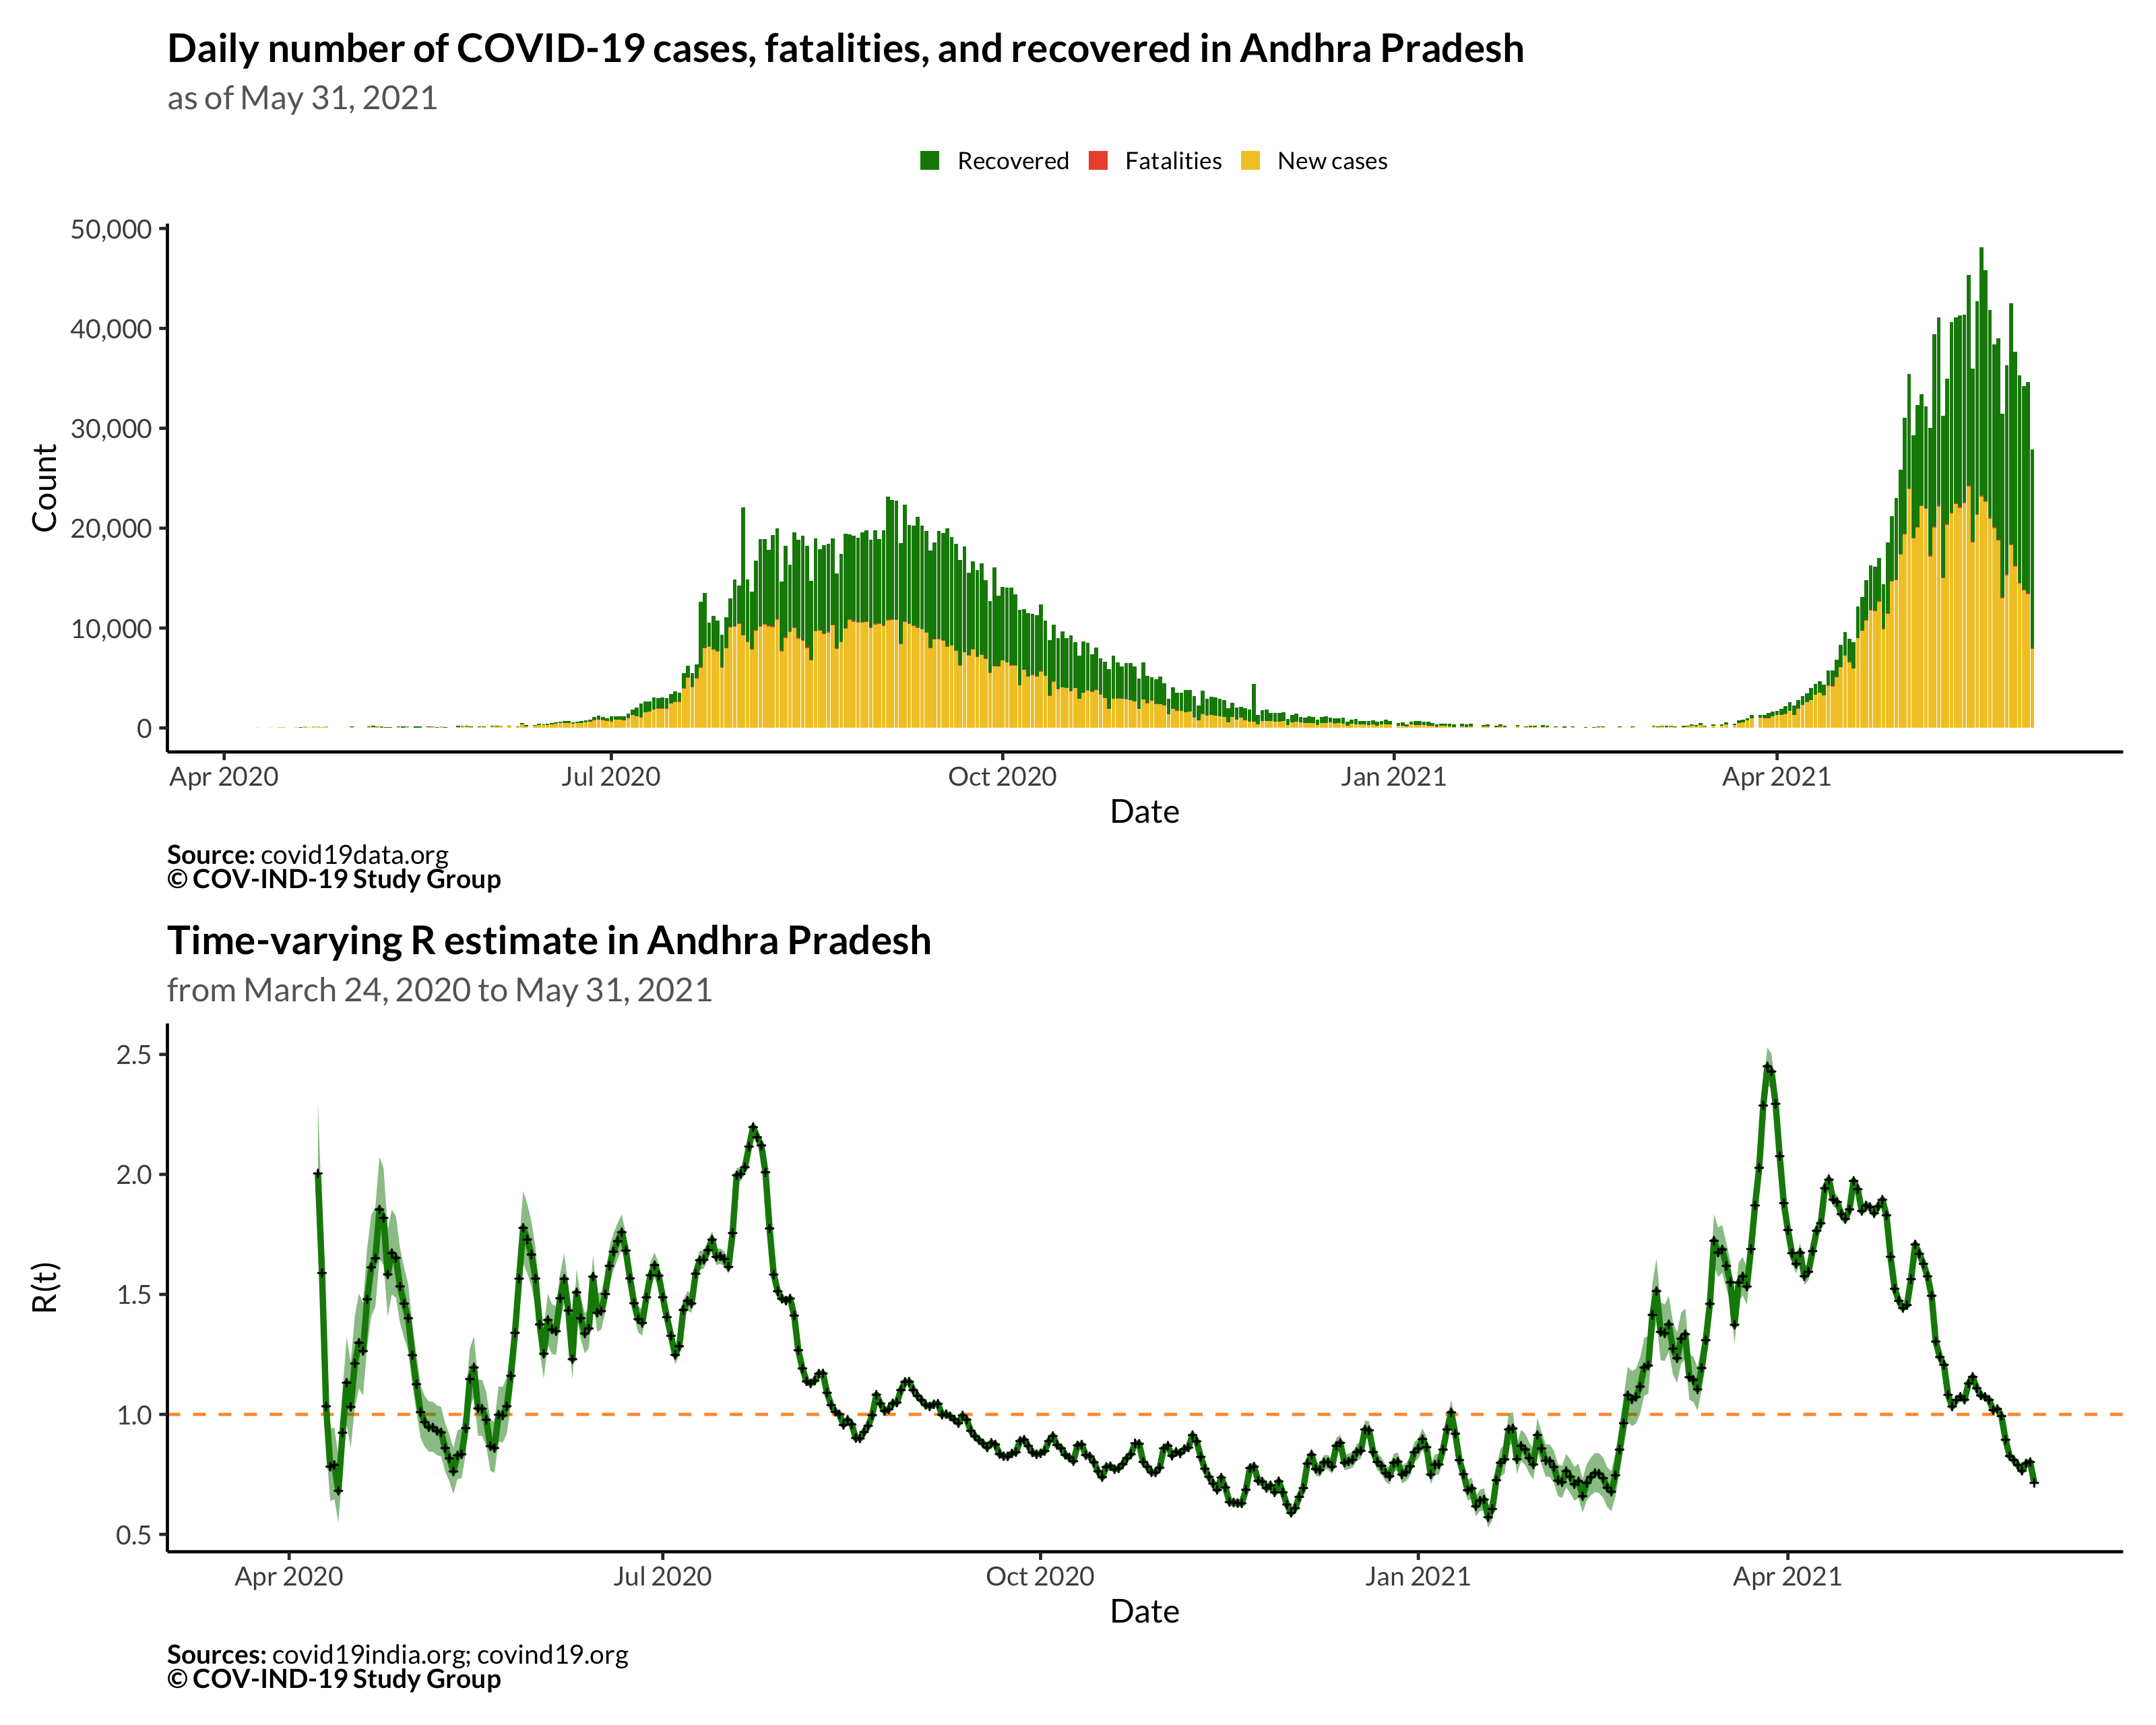 Daily number of COVID-19 cases, fatalities, and recovered in Andhra Pradesh
as of May 31, 2021
Recovered Fatalities New cases
50,000
40,000
30,000
20,000
10,000
0
Count
Apr 2020 Jul 2020 Oct 2020 Jan 2021 Apr 2021
Date
Source: covid19data.org
© COV-IND-19 Study Group
Time-varying R estimate in Andhra Pradesh
from March 24, 2020 to May 31, 2021
2.5
2.0
1.5
1.0
0.5
R(t)
Apr 2020 Jul 2020 Oct 2020 Jan 2021 Apr 2021
Date
Sources: covid19india.org; covind19.org
© COV-IND-19 Study Group